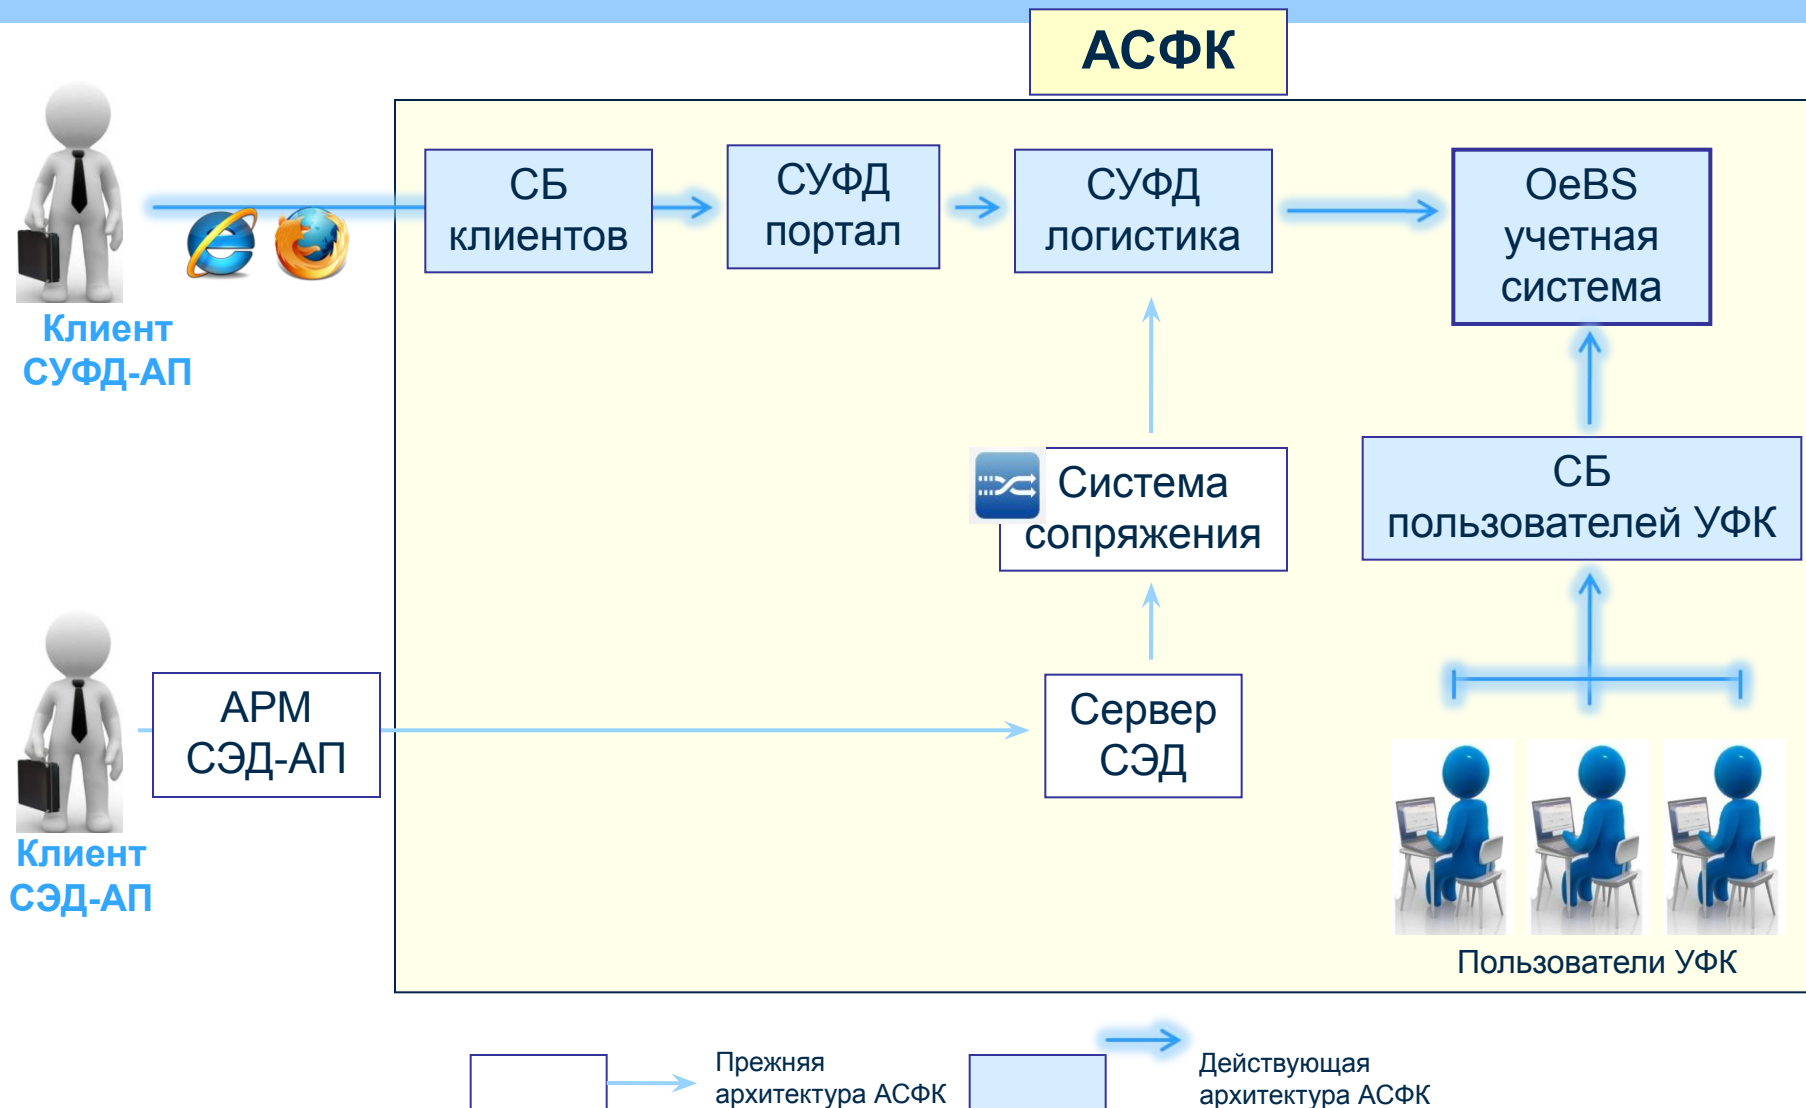 АСФК
СБ
клиентов
СУФД
портал
СУФД
логистика
OeBS
учетная
система
Клиент
СУФД-АП
Система
сопряжения
СБ
пользователей УФК
АРМ
СЭД-АП
Сервер
СЭД
Клиент
СЭД-АП
Пользователи УФК
Прежняя
архитектура АСФК
Действующая
архитектура АСФК